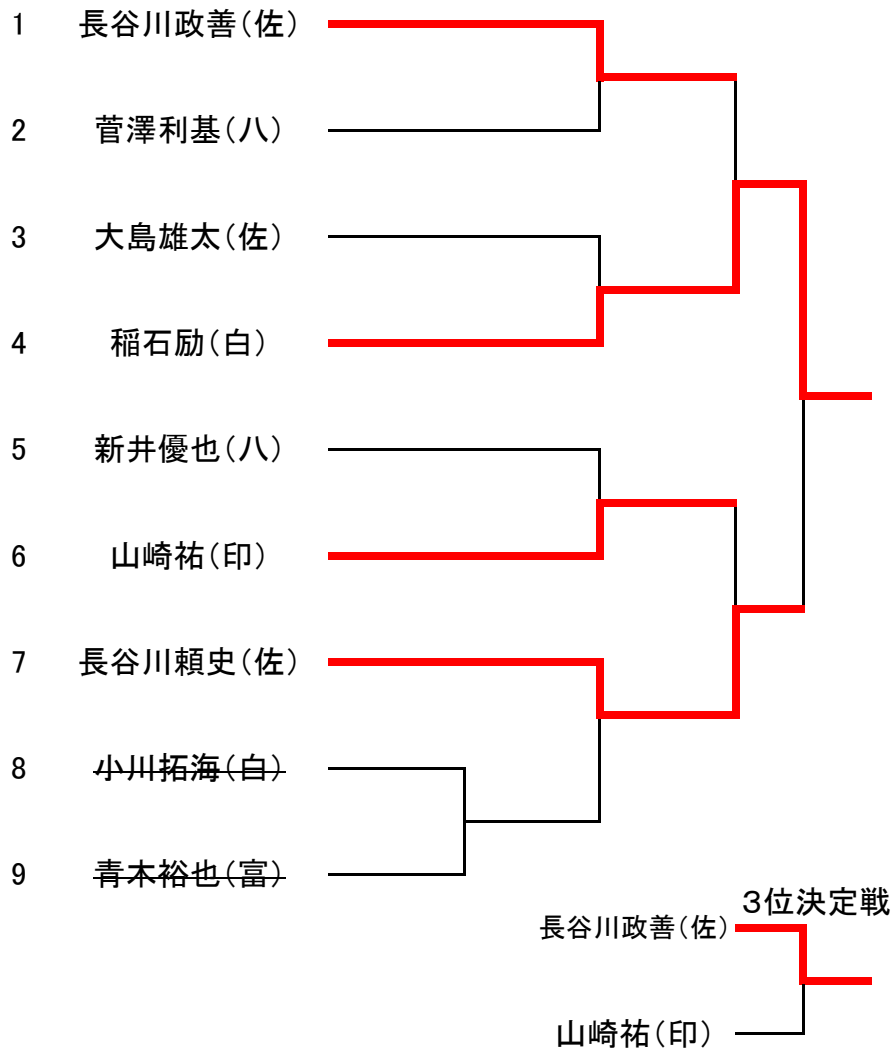 1 長谷川政善(佐)
2 菅澤利基(八)
3 大島雄太(佐)
4 稲石励(白)
5 新井優也(八)
6 山崎祐(印)
7 長谷川頼史(佐)
8 小川拓海(白)
9 青木裕也(富)
3位決定戦
長谷川政善(佐)
山崎祐(印)